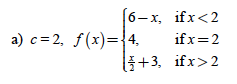 a) c=2, f(x)= { 6−x, if x<2
4, if x=2
x/2 +3, if x>2